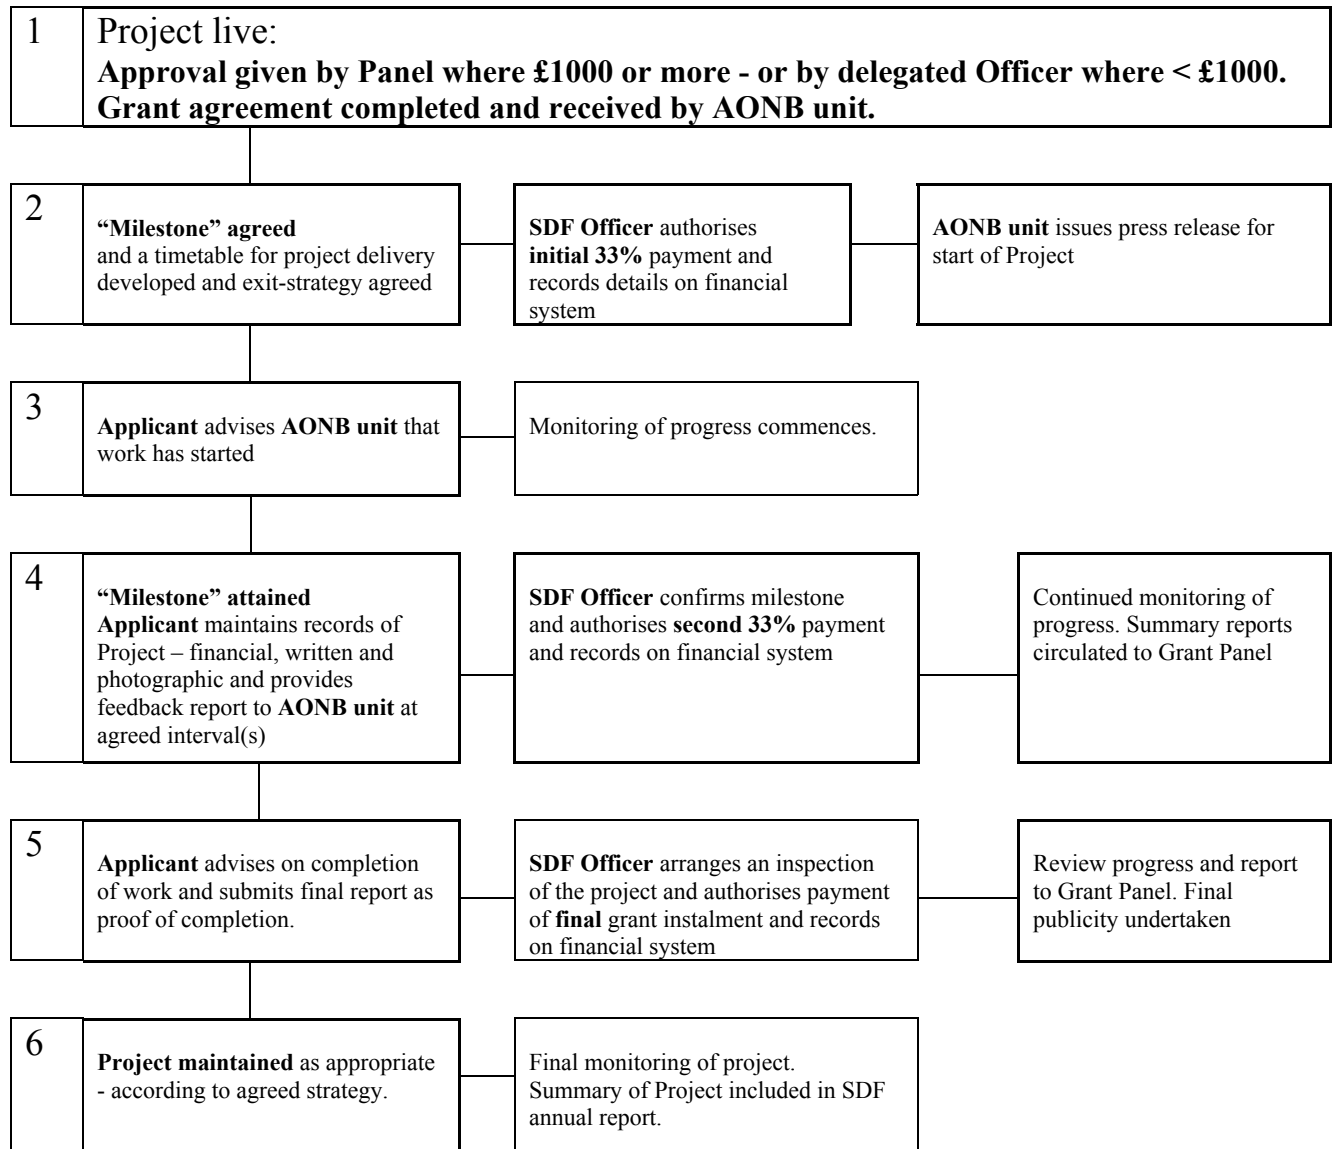 1
Project live:
Approval given by Panel where £1000 or more - or by delegated Officer where < £1000.
Grant agreement completed and received by AONB unit.
2
“Milestone” agreed
and a timetable for project delivery
developed and exit-strategy agreed
SDF Officer authorises
initial 33% payment and
records details on financial
system
AONB unit issues press release for
start of Project
3
Applicant advises AONB unit that
work has started
Monitoring of progress commences.
4
“Milestone” attained
Applicant maintains records of
Project – financial, written and
photographic and provides
feedback report to AONB unit at
agreed interval(s)
SDF Officer confirms milestone
and authorises second 33% payment
and records on financial system
Continued monitoring of
progress. Summary reports
circulated to Grant Panel
5
Applicant advises on completion
of work and submits final report as
proof of completion.
SDF Officer arranges an inspection
of the project and authorises payment
of final grant instalment and records
on financial system
Review progress and report
to Grant Panel. Final
publicity undertaken
6
Project maintained as appropriate
- according to agreed strategy.
Final monitoring of project.
Summary of Project included in SDF
annual report.